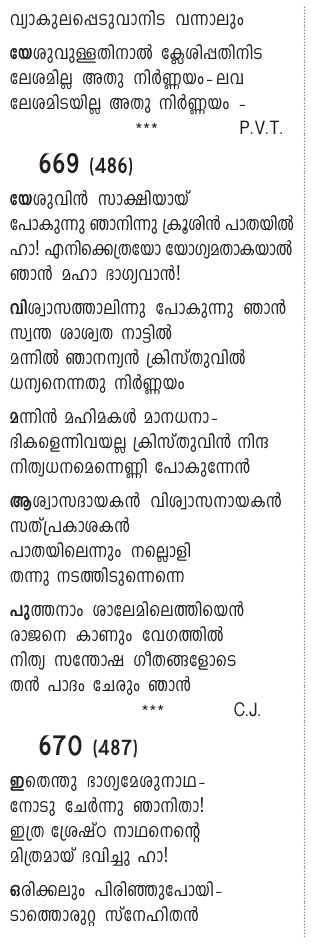 വ്യാകുലപ്പെടുവാനിട വന്നാലും
യേശുവുള്ളതിനാൽ ക്ലേശിപ്പതിനിട
ലേശമില്ല അതു നിർണ്ണയം-ലവ
ലേശമിടയില്ല അതു നിർണ്ണയം -
*** P.V.T.
669 (486)
യേശുവിൻ സാക്ഷിയായ്
പോകുന്നു ഞാനിന്നു ക്രൂശിൻ പാതയിൽ
ഹാ! എനിക്കെത്രയോ യോഗ്യമതാകയാൽ
ഞാൻ മഹാ ഭാഗ്യവാൻ!
വിശ്വാസത്താലിന്നു പോകുന്നു ഞാൻ
സ്വന്ത ശാശ്വത നാട്ടിൽ
മന്നിൽ ഞാനന്യൻ ക്രിസ്തുവിൽ
ധന്യനെന്നതു നിർണ്ണയം
മന്നിൻ മഹിമകൾ മാനധനാ-
ദികളെന്നിവയല്ല ക്രിസ്തുവിൻ നിന്ദ
നിത്യധനമെന്നെണ്ണി പോകുന്നേൻ
ആശ്വാസദായകൻ വിശ്വാസനായകൻ
സത്പ്രകാശകൻ
പാതയിലെന്നും നല്ലൊളി
തന്നു നടത്തിടുന്നെന്നെ
പുത്തനാം ശാലേമിലെത്തിയെൻ
രാജനെ കാണും വേഗത്തിൽ
നിത്യ സന്തോഷ ഗീതങ്ങളോടെ
തൻ പാദം ചേരും ഞാൻ
*** C.J.
670 (487)
ഇതെന്തു ഭാഗ്യമേശുനാഥ-
നോടു ചേർന്നു ഞാനിതാ!
ഇത്ര ശ്രേഷ്ഠ നാഥനെന്റെ
മിത്രമായ് ഭവിച്ചു ഹാ!
ഒരിക്കലും പിരിഞ്ഞുപോയി-
ടാത്തൊരുറ്റ സ്നേഹിതൻ